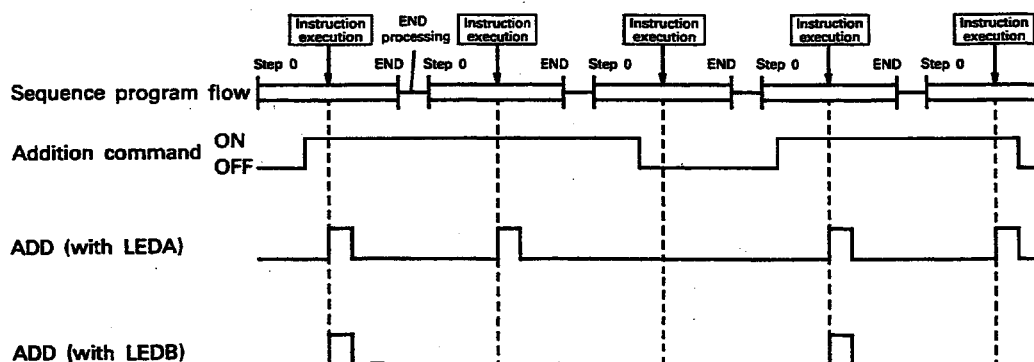 Instruction execution
END processing
Instruction execution
Instruction execution
Instruction execution
Instruction execution
Step 0 END Step 0 END Step 0 END Step 0 END Step 0
Sequence program flow
Addition command ON
OFF
ADD (with LEDA)
ADD (with LEDB)